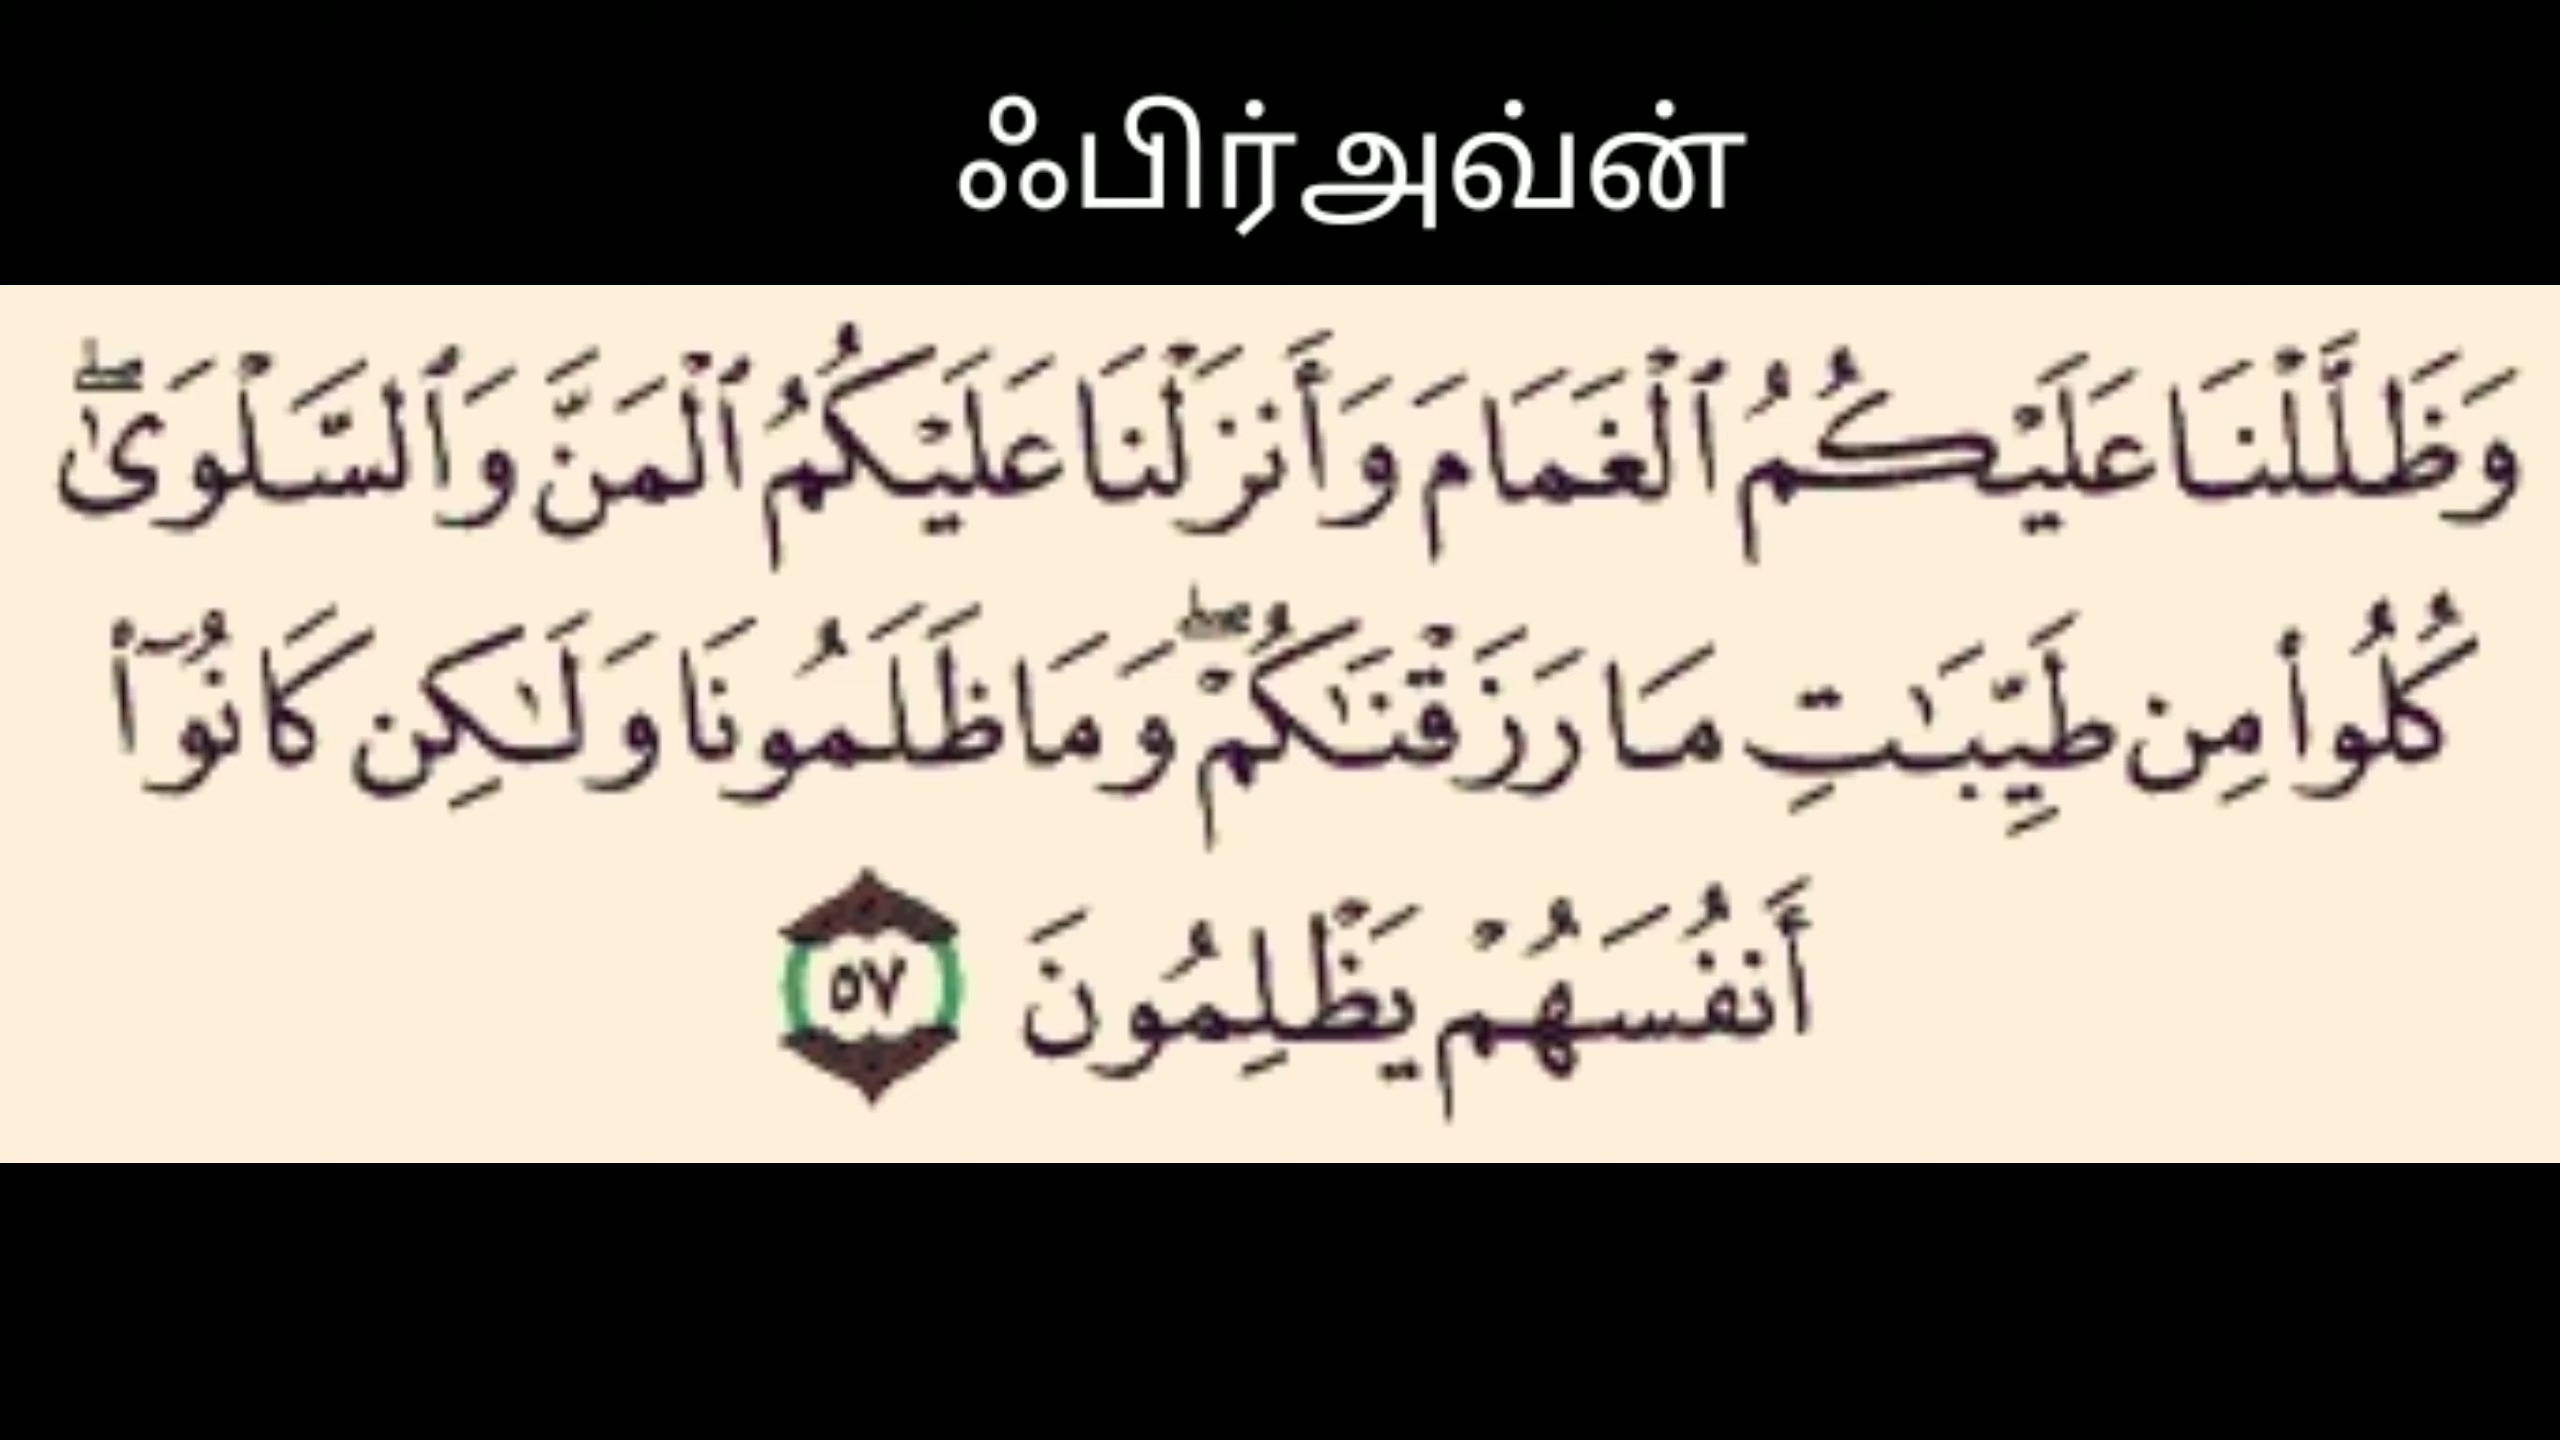 ஃபிர்அவ்ன்
وَظَلَّلْنَا عَلَيْكُمُ ٱلْغَمَامَ وَأَنزَلْنَا عَلَيْكُمُ ٱلْمَنَّ وَٱلسَّلْوَىٰ ۖ
كُلُوا۟ مِن طَيِّبَـٰتِ مَا رَزَقْنَـٰكُمْ ۖ وَمَا ظَلَمُونَا وَلَـٰكِن كَانُوٓا۟
أَنفُسَهُمْ يَظْلِمُونَ ٥٧